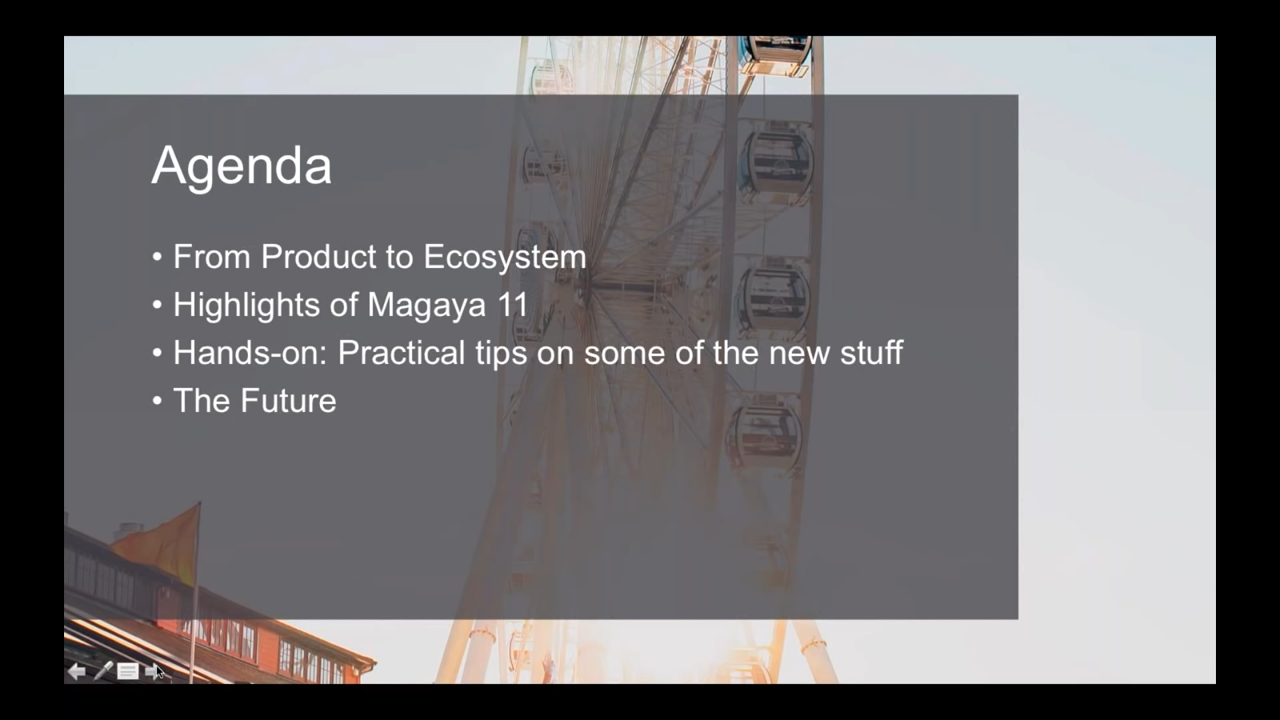 Agenda
• From Product to Ecosystem
• Highlights of Magaya 11
• Hands-on: Practical tips on some of the new stuff
• The Future